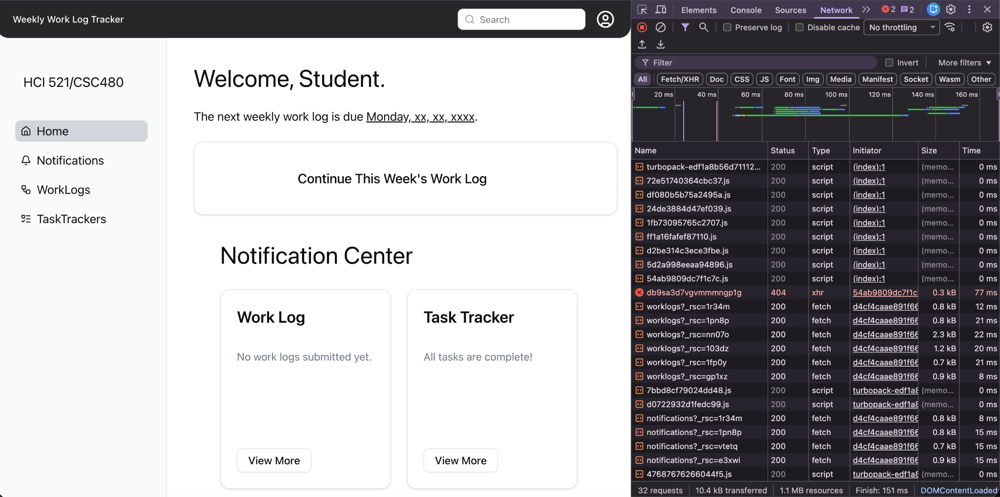 Weekly Work Log Tracker
Search
HCI 521/CSC480
Home
Notifications
WorkLogs
TaskTrackers
Welcome, Student.
The next weekly work log is due Monday, xx, xx, xxxx.
Continue This Week's Work Log
Notification Center
Work Log
No work logs submitted yet.
View More
Task Tracker
All tasks are complete!
View More
Elements Console Sources Network 2 2
Preserve log Disable cache No throttling
Filter Invert More filters
All Fetch/XHR Doc CSS JS Font Img Media Manifest Socket Wasm Other
20 ms 40 ms 60 ms 80 ms 100 ms 120 ms 140 ms 160 ms
Name Status Type Initiator Size Time
turbopack-edf1a8b56d71112... 200 script (index):1 (memo... 0 ms
72e51740364cbc37.js 200 script (index):1 (memo... 0 ms
df080b5b75a2495a.js 200 script (index):1 (memo... 0 ms
24de3884d47ef039.js 200 script (index):1 (memo... 0 ms
1fb73095765c2707.js 200 script (index):1 (memo... 0 ms
ff1a16fafef87110.js 200 script (index):1 (memo... 0 ms
d2be314c3ece3fbe.js 200 script (index):1 (memo... 0 ms
5d2a998eeaa94896.js 200 script (index):1 (memo... 0 ms
54ab9809dc7f1c7c.js 200 script (index):1 (memo... 0 ms
db9sa3d7vgvmmmngp1g 404 xhr 54ab9809dc7f1c 0.3 kB 77 ms
worklogs?_rsc=1r34m 200 fetch d4cf4caae891f66 0.8 kB 12 ms
worklogs?_rsc=1pn8p 200 fetch d4cf4caae891f66 0.8 kB 21 ms
worklogs?_rsc=nn07o 200 fetch d4cf4caae891f66 2.3 kB 22 ms
worklogs?_rsc=103dz 200 fetch d4cf4caae891f66 1.2 kB 20 ms
worklogs?_rsc=1fp0y 200 fetch d4cf4caae891f66 0.7 kB 21 ms
worklogs?_rsc=gp1xz 200 fetch d4cf4caae891f66 0.9 kB 8 ms
7bbd8cf79024dd48.js 200 script turbopack-edf1a8 (memo... 0 ms
d0722932d1fedc99.js 200 script turbopack-edf1a8 (memo... 0 ms
notifications?_rsc=1r34m 200 fetch d4cf4caae891f66 0.8 kB 8 ms
notifications?_rsc=1pn8p 200 fetch d4cf4caae891f66 0.8 kB 15 ms
notifications?_rsc=vtetq 200 fetch d4cf4caae891f66 0.7 kB 15 ms
notifications?_rsc=e3xwi 200 fetch d4cf4caae891f66 0.9 kB 15 ms
47687676266044f5.js 200 script turbopack-edf1a8 (memo... 0 ms
32 requests 10.4 kB transferred 1.1 MB resources Finish: 151 ms DOMContentLoaded: